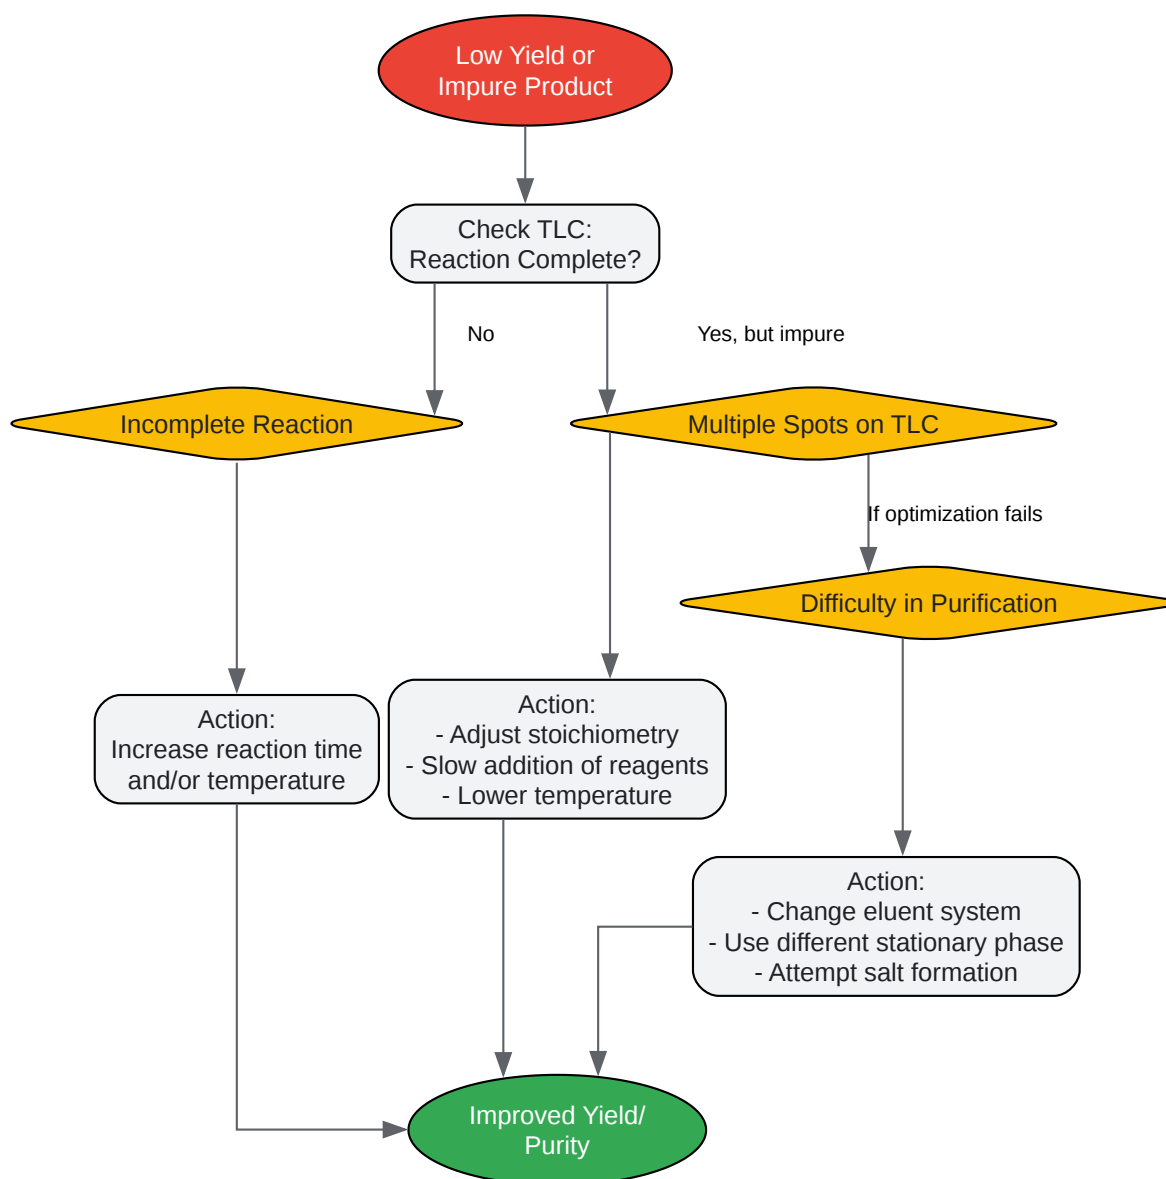 Low Yield or
Impure Product
Check TLC:
Reaction Complete?
No
Yes, but impure
Incomplete Reaction
Multiple Spots on TLC
If optimization fails
Difficulty in Purification
Action:
Increase reaction time
and/or temperature
Action:
- Adjust stoichiometry
- Slow addition of reagents
- Lower temperature
Action:
- Change eluent system
- Use different stationary phase
- Attempt salt formation
Improved Yield/
Purity